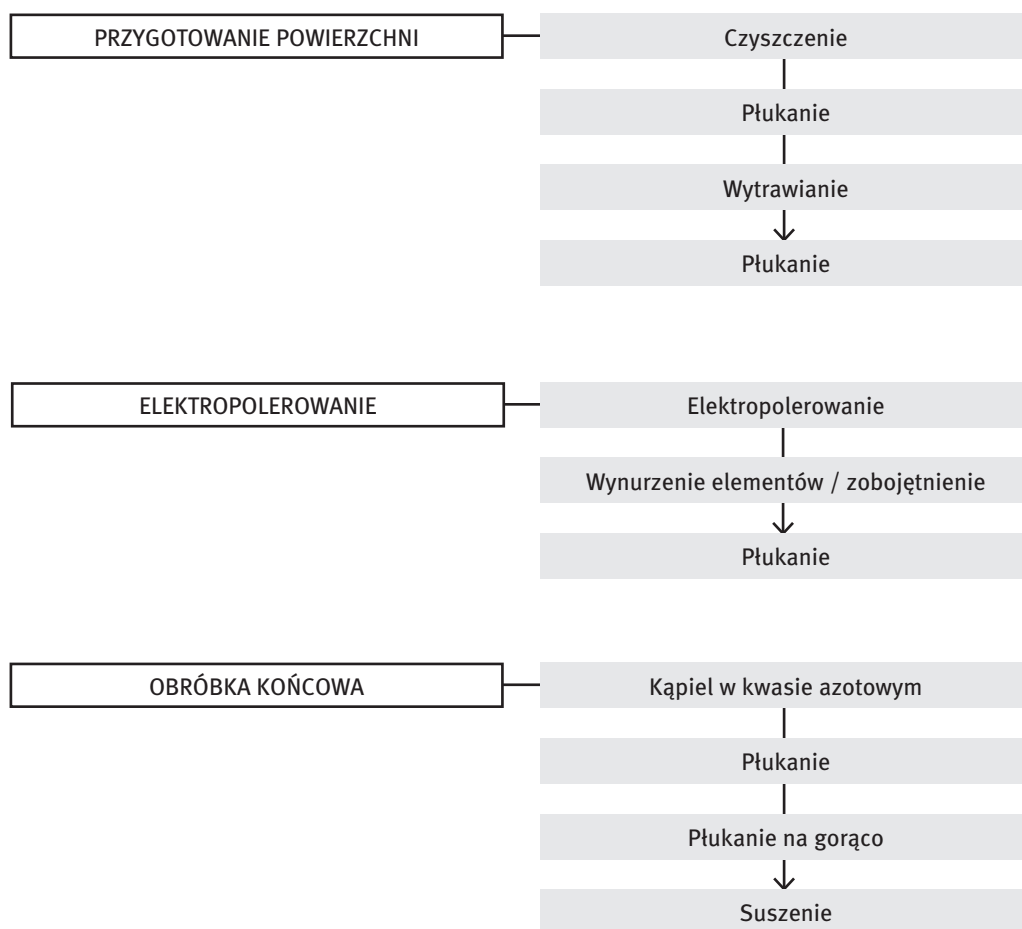 PRZYGOTOWANIE POWIERZCHNI
Czyszczenie
Płukanie
Wytrawianie
Płukanie
ELEKTROPOLEROWANIE
Elektropolerowanie
Wynurzenie elementów / zobojętnienie
Płukanie
OBRÓBKA KOŃCOWA
Kąpiel w kwasie azotowym
Płukanie
Płukanie na gorąco
Suszenie